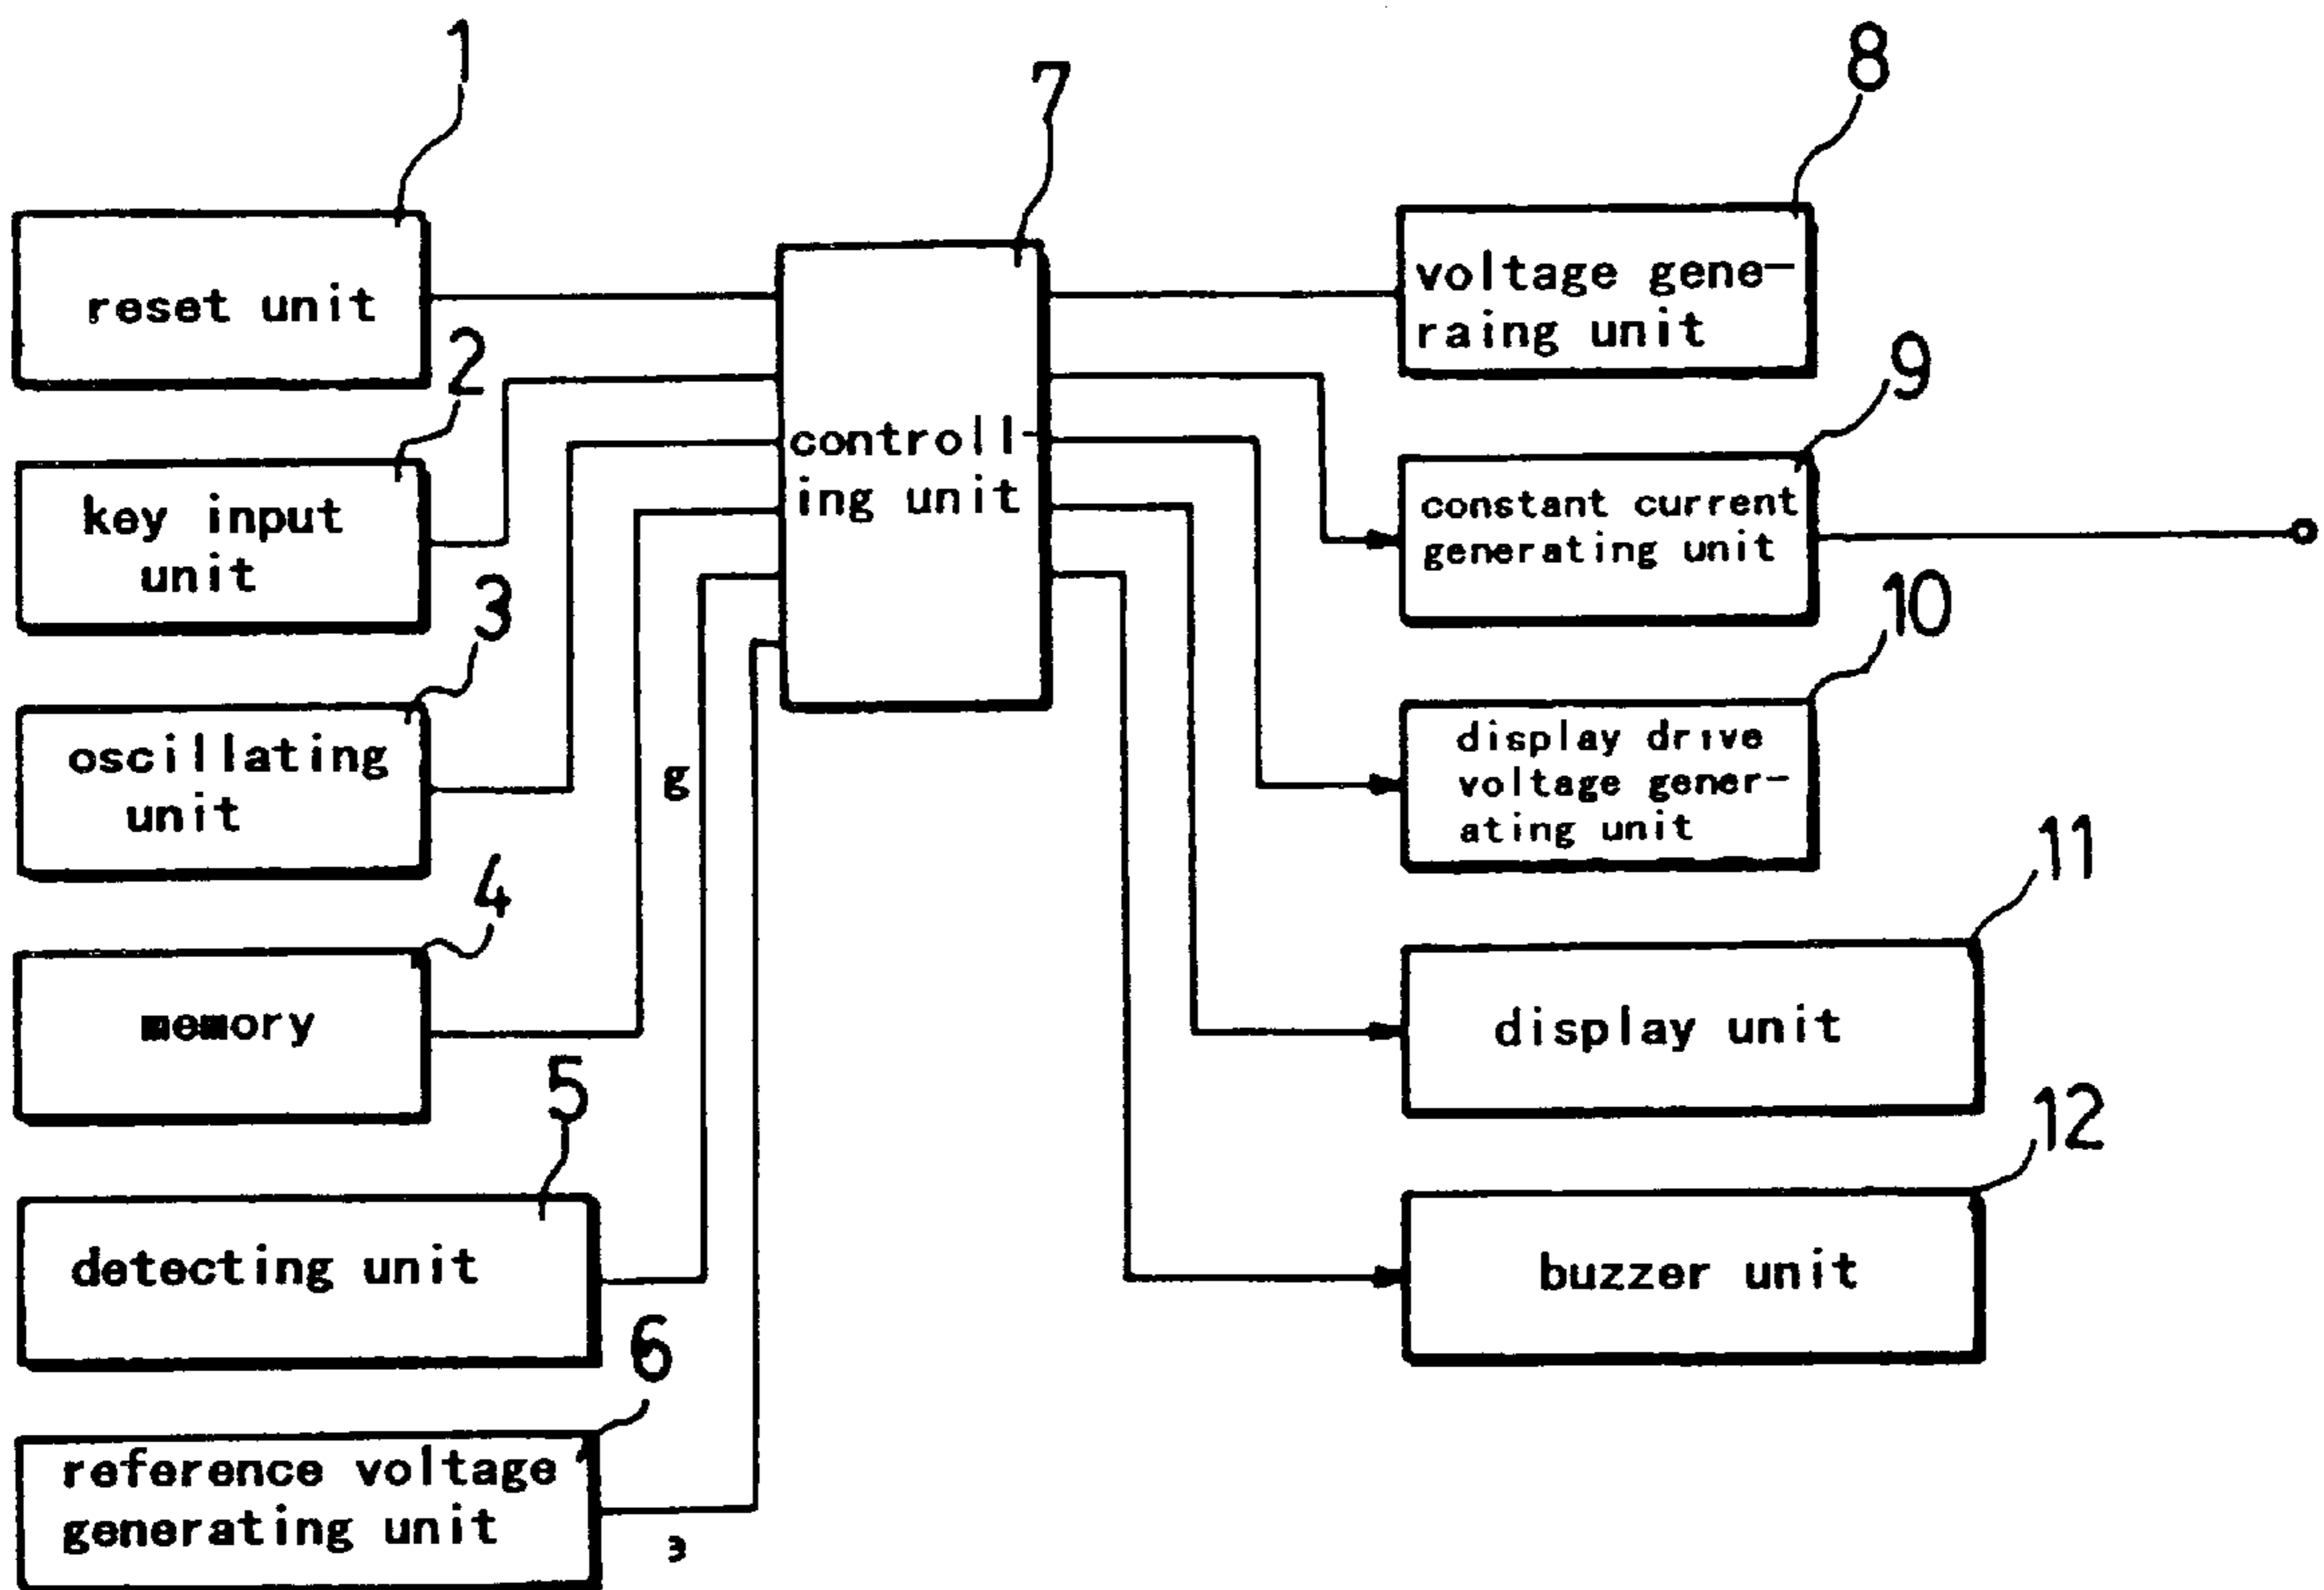 1
reset unit
2
key input
unit
3
oscillating
unit
4
memory
5
detecting unit
6
reference voltage
generating unit
g
7
controll-
ing unit
8
voltage gene-
raing unit
9
constant current
generating unit
10
display drive
voltage gener-
ating unit
11
display unit
12
buzzer unit